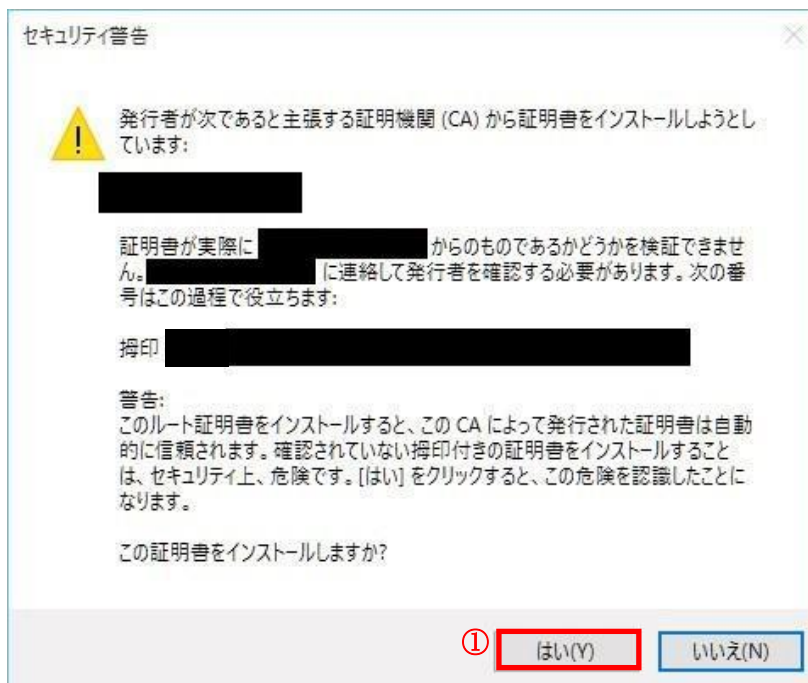 セキュリティ警告
発行者が次であると主張する証明機関 (CA) から証明書をインストールしようとし
ています:
証明書が実際に からのものであるかどうかを検証できませ
ん。 に連絡して発行者を確認する必要があります。次の番
号はこの過程で役立ちます:
拇印
警告:
このルート証明書をインストールすると、この CA によって発行された証明書は自動
的に信頼されます。確認されていない拇印付きの証明書をインストールすること
は、セキュリティ上、危険です。[はい] をクリックすると、この危険を認識したことに
なります。
この証明書をインストールしますか?
① はい(Y) いいえ(N)